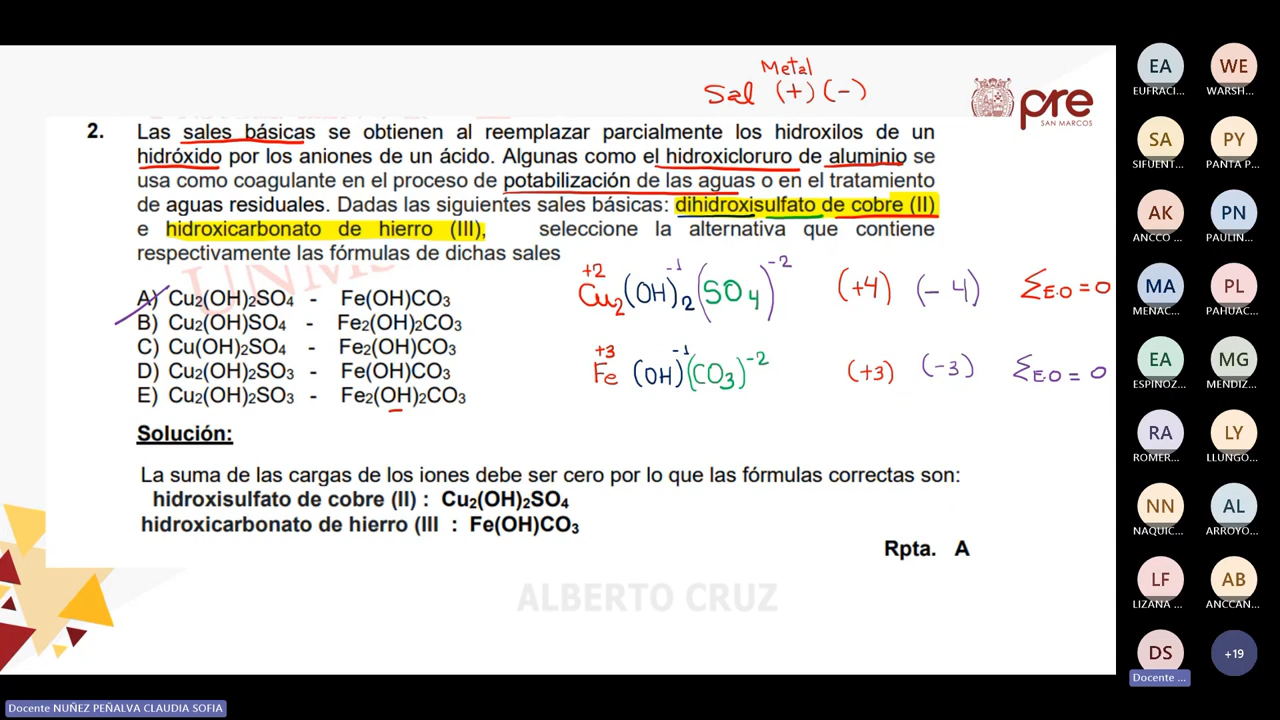 Metal
Sal (+) (-)
pre
SAN MARCOS
2. Las sales básicas se obtienen al reemplazar parcialmente los hidroxilos de un
hidróxido por los aniones de un ácido. Algunas como el hidroxicloruro de aluminio se
usa como coagulante en el proceso de potabilización de las aguas o en el tratamiento
de aguas residuales. Dadas las siguientes sales básicas: dihidroxisulfato de cobre (II)
e hidroxicarbonato de hierro (III), seleccione la alternativa que contiene
respectivamente las fórmulas de dichas sales
UNMS
A) Cu2(OH)2SO4 - Fe(OH)CO3
B) Cu2(OH)SO4 - Fe2(OH)2CO3
C) Cu(OH)2SO4 - Fe2(OH)CO3
D) Cu2(OH)2SO3 - Fe(OH)CO3
E) Cu2(OH)2SO3 - Fe2(OH)2CO3
+2 -1 -2
Cu2 (OH)2 (SO4) (+4) (-4) ΣE.O = 0
+3 -1 -2
Fe (OH) (CO3) (+3) (-3) ΣE.O = 0
Solución:
La suma de las cargas de los iones debe ser cero por lo que las fórmulas correctas son:
hidroxisulfato de cobre (II) : Cu2(OH)2SO4
hidroxicarbonato de hierro (III : Fe(OH)CO3
Rpta. A
ALBERTO CRUZ
EA WE
EUFRACI... WARSH...
SA PY
SIFUENT... PANTA P...
AK PN
ANCCO ... PAULIN...
MA PL
MENAC... PAHUAC...
EA MG
ESPINOZ... MENDIZ...
RA LY
ROMER... LLUNGO...
NN AL
NAQUIC... ARROYO...
LF AB
LIZANA ... ANCCAN...
DS +19
Docente ...
Docente NUÑEZ PEÑALVA CLAUDIA SOFIA